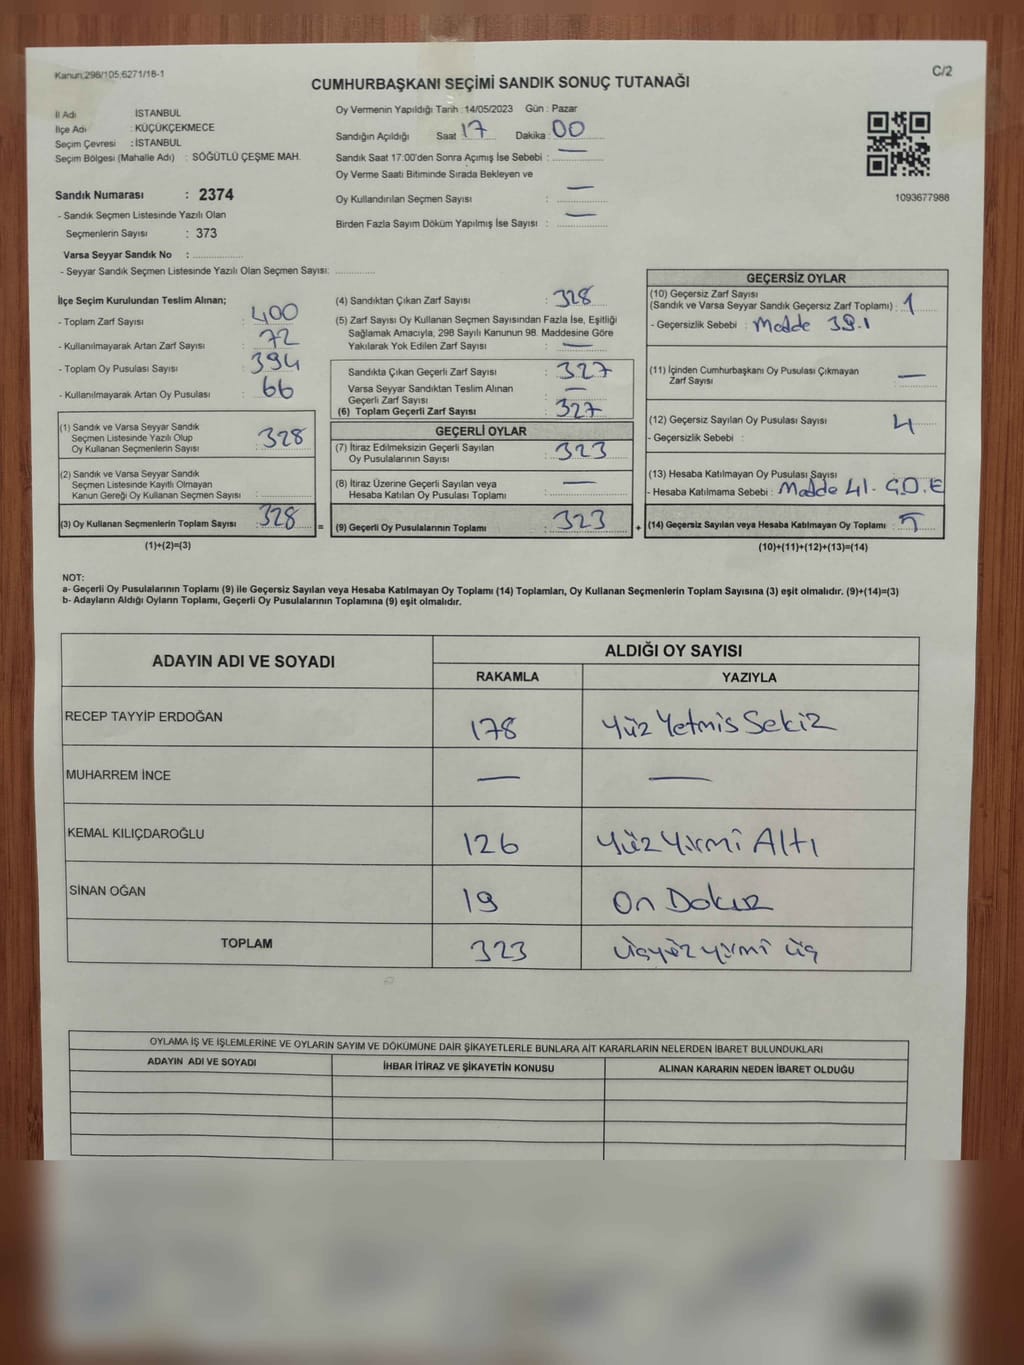 Kanun:298/105;6271/18-1
C/2
CUMHURBAŞKANI SEÇİMİ SANDIK SONUÇ TUTANAĞI
İl Adı İSTANBUL
İlçe Adı : KÜÇÜKÇEKMECE
Seçim Çevresi : İSTANBUL
Seçim Bölgesi (Mahalle Adı) : SÖĞÜTLÜ ÇEŞME MAH.
Sandık Numarası : 2374
- Sandık Seçmen Listesinde Yazılı Olan
Seçmenlerin Sayısı : 373
Varsa Seyyar Sandık No :
- Seyyar Sandık Seçmen Listesinde Yazılı Olan Seçmen Sayısı:
Oy Vermenin Yapıldığı Tarih :14/05/2023 Gün : Pazar
Sandığın Açıldığı Saat 17 Dakika : 00
Sandık Saat 17:00'den Sonra Açımış İse Sebebi : —
Oy Verme Saati Bitiminde Sırada Bekleyen ve
Oy Kullandırılan Seçmen Sayısı : —
Birden Fazla Sayım Döküm Yapılmış İse Sayısı : —
1093677988
İlçe Seçim Kurulundan Teslim Alınan;
- Toplam Zarf Sayısı : 400
- Kullanılmayarak Artan Zarf Sayısı : 72
- Toplam Oy Pusulası Sayısı : 394
- Kullanılmayarak Artan Oy Pusulası : 66
(1) Sandık ve Varsa Seyyar Sandık
Seçmen Listesinde Yazılı Olup
Oy Kullanan Seçmenlerin Sayısı : 328
(2) Sandık ve Varsa Seyyar Sandık
Seçmen Listesinde Kayıtlı Olmayan
Kanun Gereği Oy Kullanan Seçmen Sayısı :
(3) Oy Kullanan Seçmenlerin Toplam Sayısı : 328
(1)+(2)=(3)
(4) Sandıktan Çıkan Zarf Sayısı : 328
(5) Zarf Sayısı Oy Kullanan Seçmen Sayısından Fazla İse, Eşitliği
Sağlamak Amacıyla, 298 Sayılı Kanunun 98. Maddesine Göre
Yakılarak Yok Edilen Zarf Sayısı : —
Sandıkta Çıkan Geçerli Zarf Sayısı : 327
Varsa Seyyar Sandıktan Teslim Alınan
Geçerli Zarf Sayısı : —
(6) Toplam Geçerli Zarf Sayısı : 327
GEÇERLİ OYLAR
(7) İtiraz Edilmeksizin Geçerli Sayılan
Oy Pusulalarının Sayısı : 323
(8) İtiraz Üzerine Geçerli Sayılan veya
Hesaba Katılan Oy Pusulası Toplamı : —
= (9) Geçerli Oy Pusulalarının Toplamı : 323
GEÇERSİZ OYLAR
(10) Geçersiz Zarf Sayısı
(Sandık ve Varsa Seyyar Sandık Geçersiz Zarf Toplamı) : 1
- Geçersizlik Sebebi : Madde 39.1
(11) İçinden Cumhurbaşkanı Oy Pusulası Çıkmayan
Zarf Sayısı : —
(12) Geçersiz Sayılan Oy Pusulası Sayısı : 4
- Geçersizlik Sebebi :
(13) Hesaba Katılmayan Oy Pusulası Sayısı
- Hesaba Katılmama Sebebi : Madde 41- G.O.E
+ (14) Geçersiz Sayılan veya Hesaba Katılmayan Oy Toplamı : 5
(10)+(11)+(12)+(13)=(14)
NOT:
a- Geçerli Oy Pusulalarının Toplamı (9) ile Geçersiz Sayılan veya Hesaba Katılmayan Oy Toplamı (14) Toplamları, Oy Kullanan Seçmenlerin Toplam Sayısına (3) eşit olmalıdır. (9)+(14)=(3)
b- Adayların Aldığı Oyların Toplamı, Geçerli Oy Pusulalarının Toplamına (9) eşit olmalıdır.
ADAYIN ADI VE SOYADI
ALDIĞI OY SAYISI
RAKAMLA YAZIYLA
RECEP TAYYİP ERDOĞAN 178 Yüz Yetmis Sekiz
MUHARREM İNCE — —
KEMAL KILIÇDAROĞLU 126 Yüz Yirmi Altı
SİNAN OĞAN 19 On Dokuz
TOPLAM 323 üçyüz yirmi üç
OYLAMA İŞ VE İŞLEMLERİNE VE OYLARIN SAYIM VE DÖKÜMÜNE DAİR ŞİKAYETLERLE BUNLARA AİT KARARLARIN NELERDEN İBARET BULUNDUKLARI
ADAYIN ADI VE SOYADI İHBAR İTİRAZ VE ŞİKAYETİN KONUSU ALINAN KARARIN NEDEN İBARET OLDUĞU